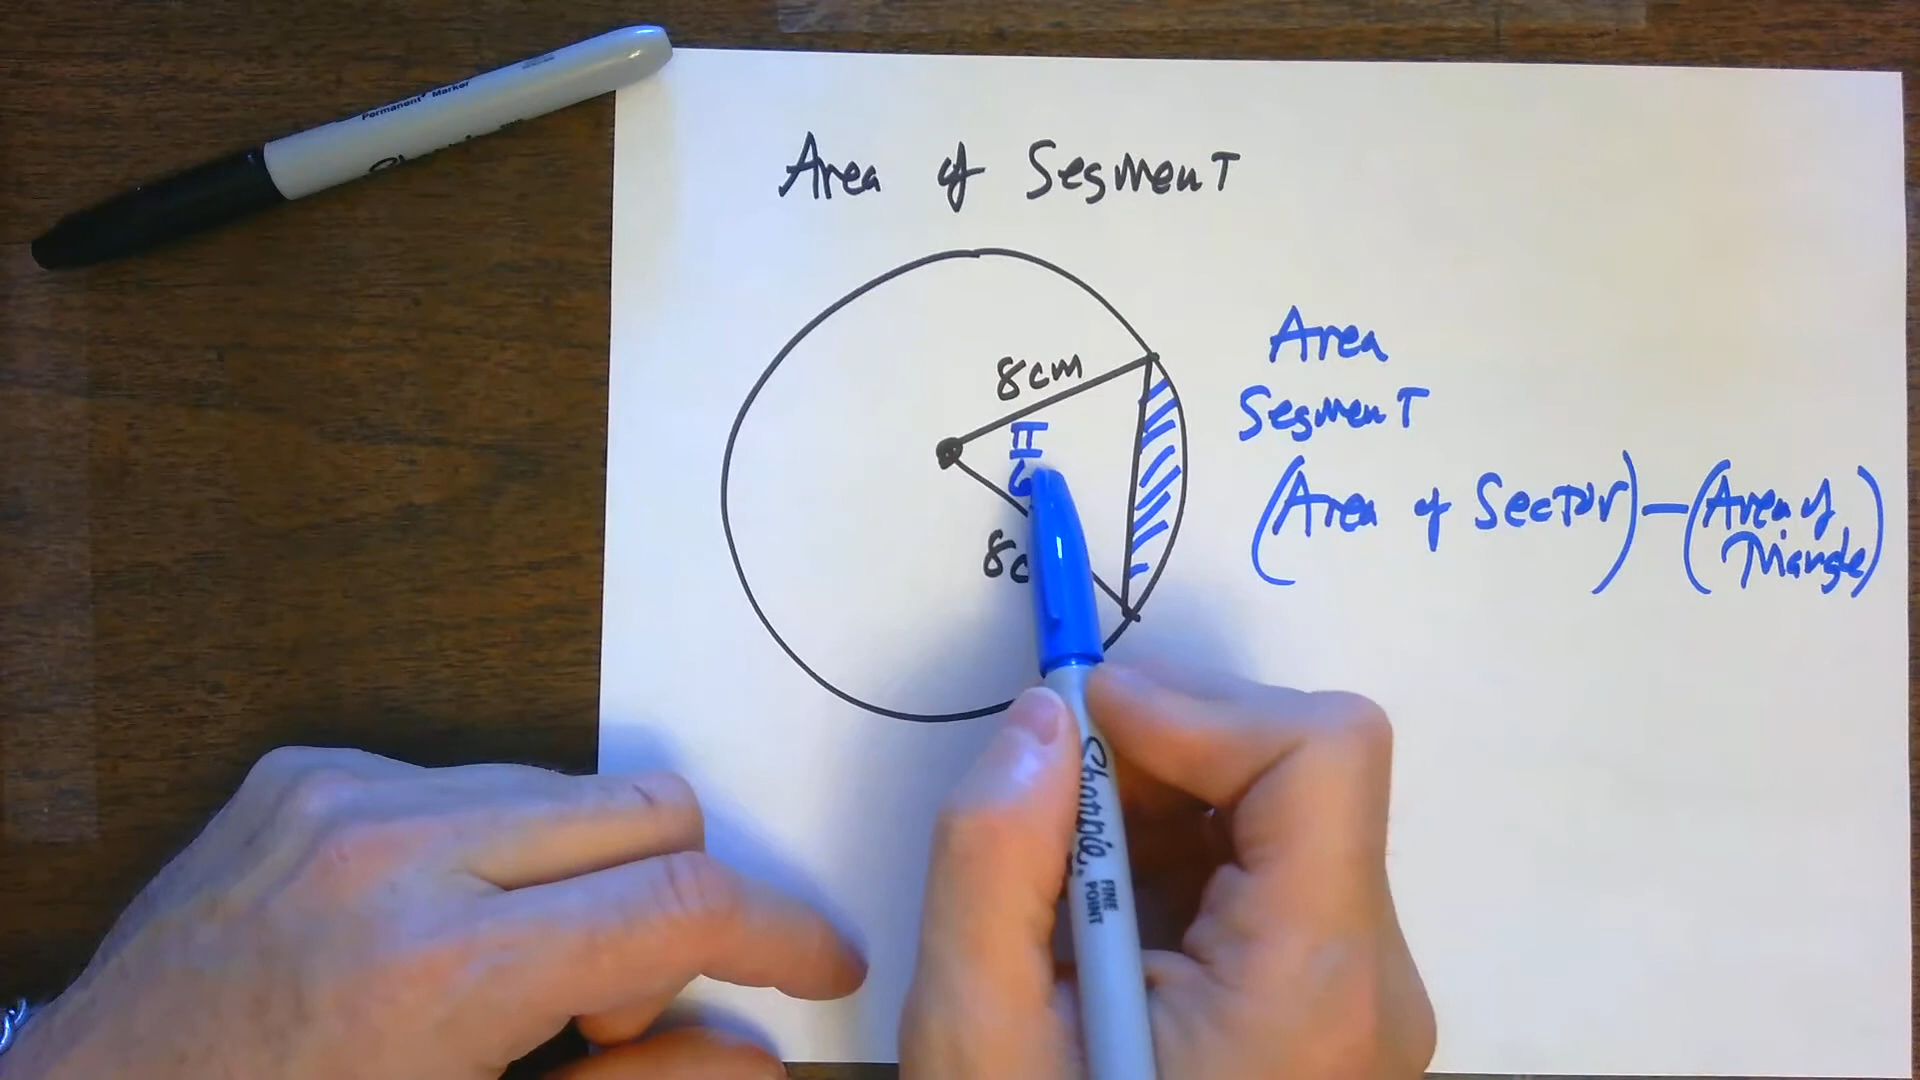 Permanent Marker
Area of Segment
8cm
π
6
8c
Area
Segment
(Area of Sector) - (Area of
Triangle)
Sharpie.
FINE
POINT